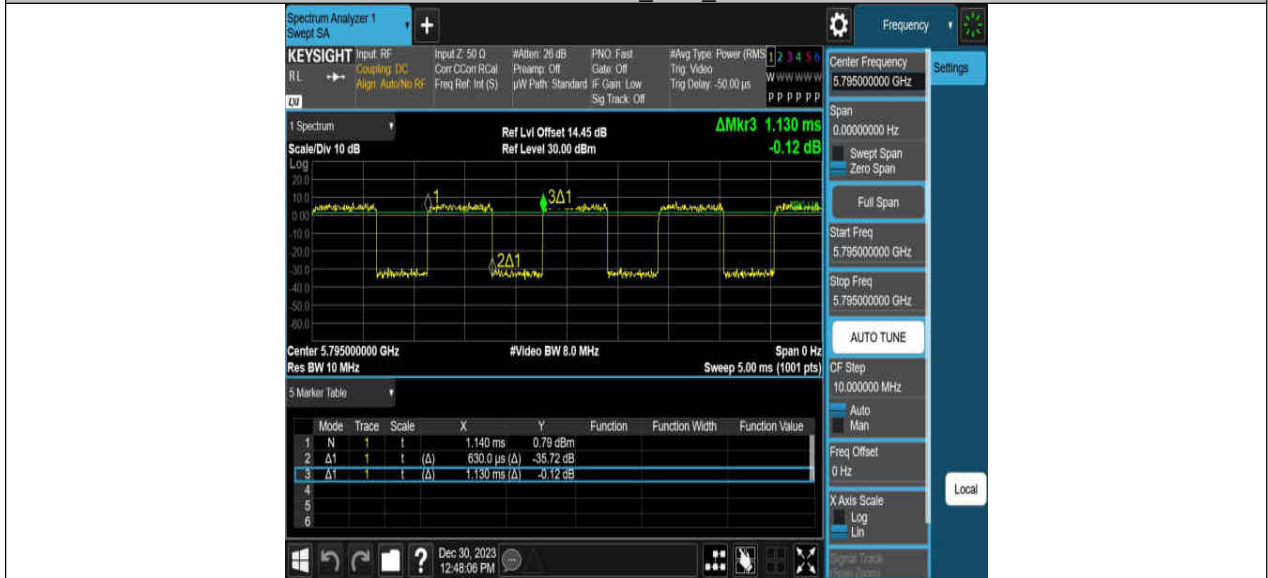 Spectrum Analyzer 1
Swept SA
+
Frequency
KEYSIGHT
RL
Input: RF
Coupling: DC
Align: Auto/No RF
Input Z: 50 Ω
Corr CCorr RCal
Freq Ref: Int (S)
#Atten: 26 dB
Preamp: Off
µW Path: Standard
PNO: Fast
Gate: Off
IF Gain: Low
Sig Track: Off
#Avg Type: Power (RMS
Trig: Video
Trig Delay: -50.00 µs
1 2 3 4 5 6
W W W W W W
P P P P P P
1 Spectrum
Scale/Div 10 dB
Ref Lvl Offset 14.45 dB
Ref Level 30.00 dBm
ΔMkr3 1.130 ms
-0.12 dB
Log
20.0
10.0
0.00
-10.0
-20.0
-30.0
-40.0
-50.0
-60.0
1
3Δ1
2Δ1
Center 5.795000000 GHz
Res BW 10 MHz
#Video BW 8.0 MHz
Span 0 Hz
Sweep 5.00 ms (1001 pts)
5 Marker Table
Mode Trace Scale X Y Function Function Width Function Value
1 N 1 t 1.140 ms 0.79 dBm
2 Δ1 1 t (Δ) 630.0 µs (Δ) -35.72 dB
3 Δ1 1 t (Δ) 1.130 ms (Δ) -0.12 dB
4
5
6
Dec 30, 2023
12:48:06 PM
Center Frequency
5.795000000 GHz
Settings
Span
0.00000000 Hz
Swept Span
Zero Span
Full Span
Start Freq
5.795000000 GHz
Stop Freq
5.795000000 GHz
AUTO TUNE
CF Step
10.000000 MHz
Auto
Man
Freq Offset
0 Hz
X Axis Scale
Log
Lin
Signal Track
(Span Zoom)
Local